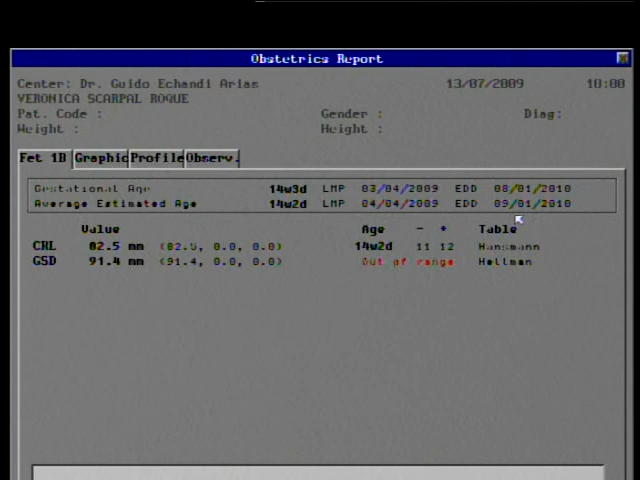 Obstetrics Report
Center: Dr. Guido Echandi Arias 13/07/2009 10:00
VERONICA SCARPAL ROQUE
Pat. Code : Gender : Diag:
Weight : Height :
Fet 1B Graphic Profile Observ.
Gestational Age 14w3d LMP 03/04/2009 EDD 08/01/2010
Average Estimated Age 14w2d LMP 04/04/2009 EDD 09/01/2010
Value Age - + Table
CRL 82.5 mm (82.5, 0.0, 0.0) 14w2d 11 12 Hansmann
GSD 91.4 mm (91.4, 0.0, 0.0) Out of range Hellman